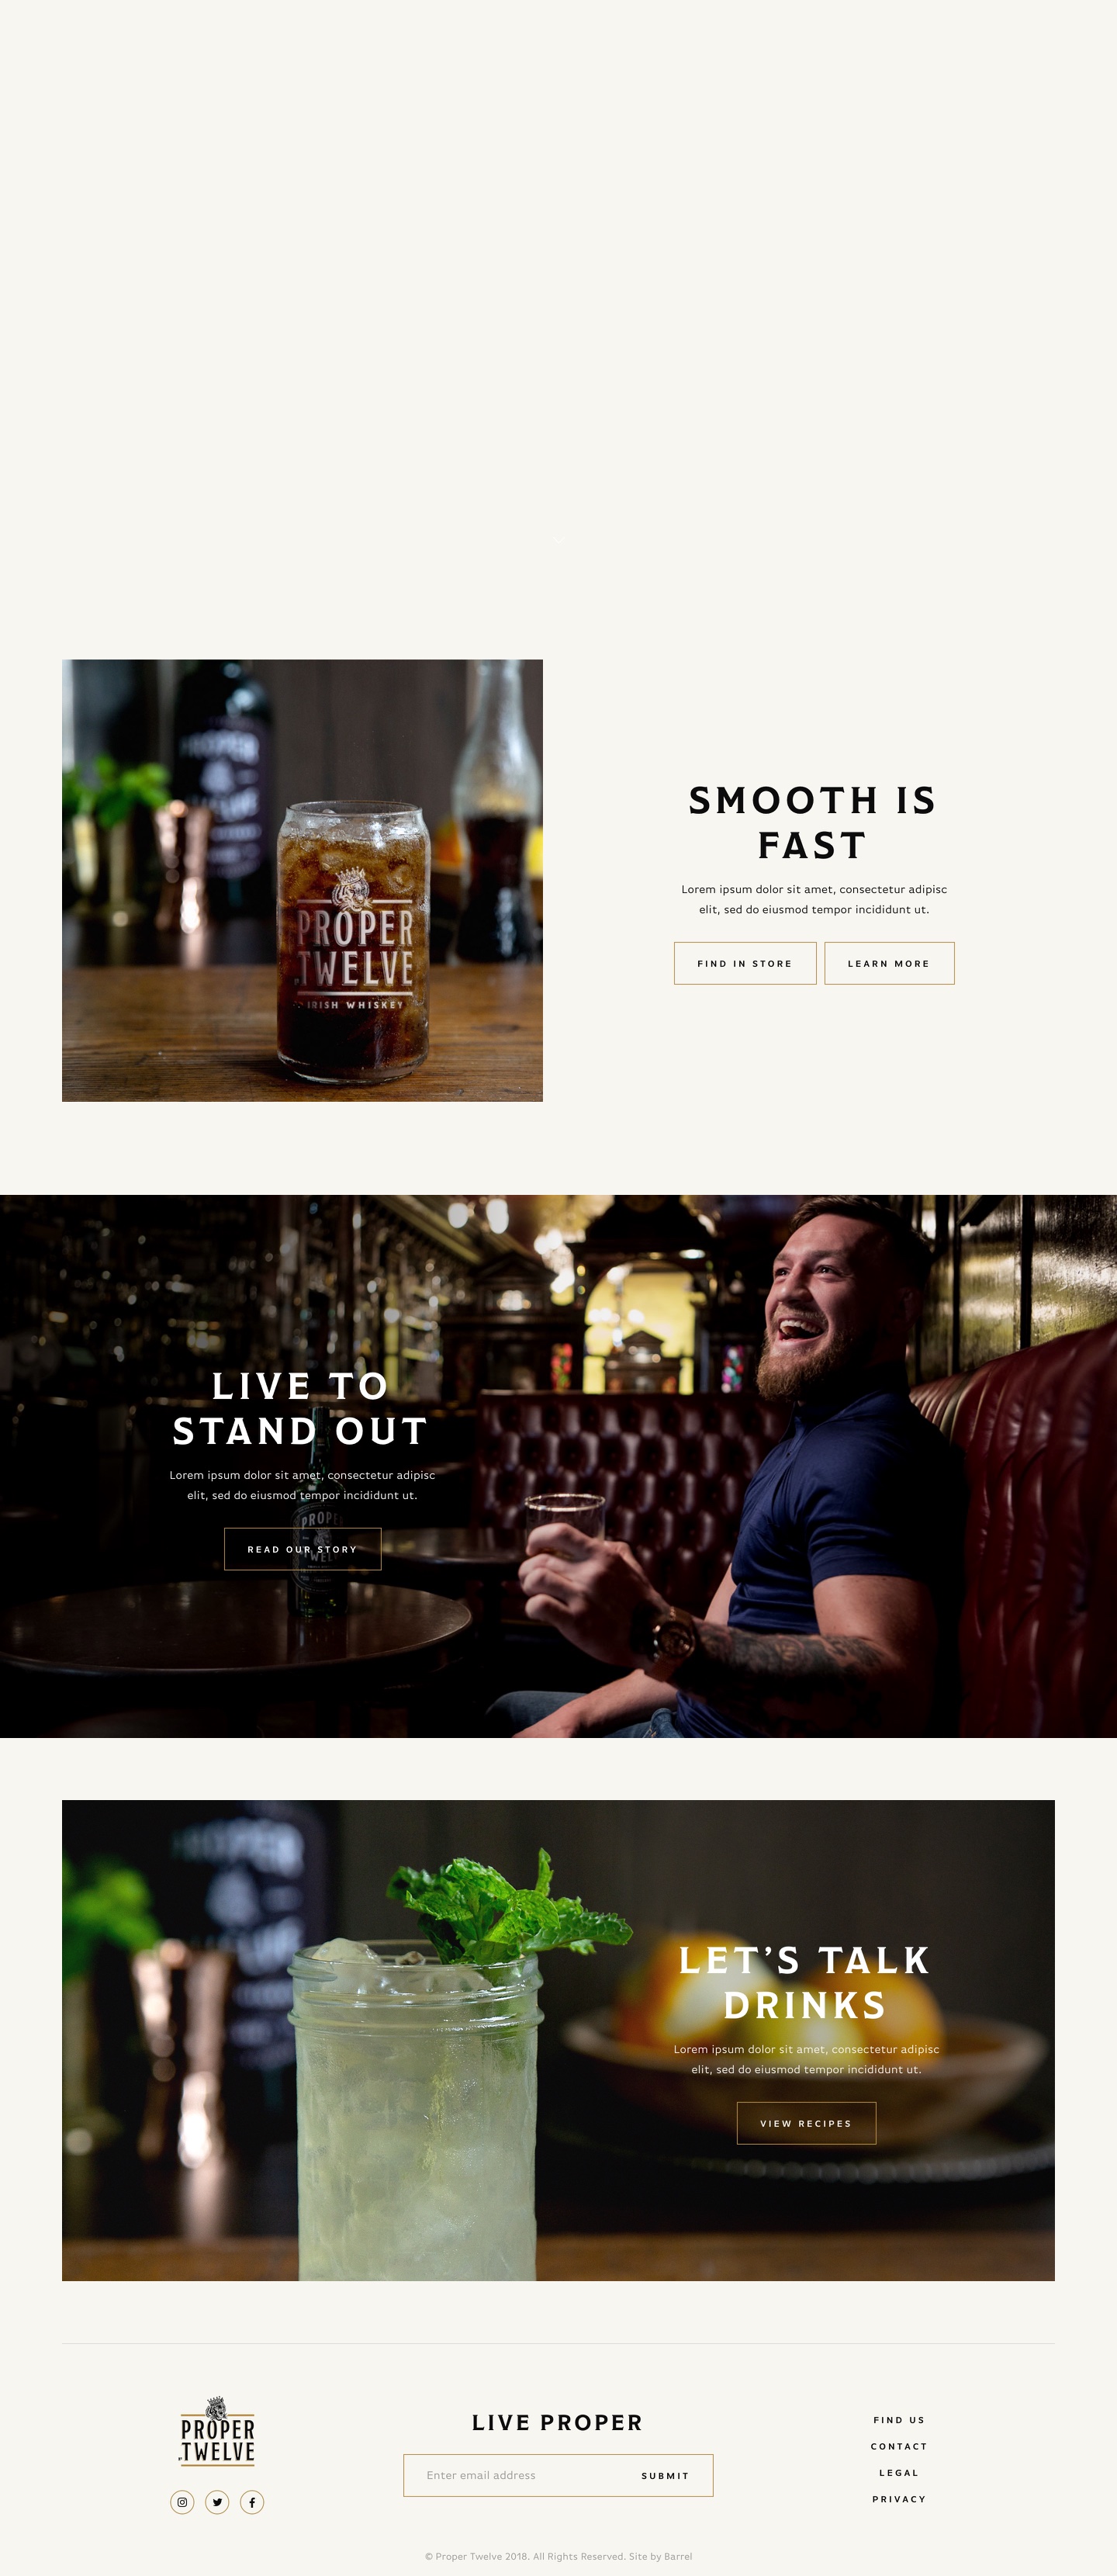 PROPER
TWELVE
IRISH WHISKEY
SMOOTH IS
FAST
Lorem ipsum dolor sit amet, consectetur adipisc
elit, sed do eiusmod tempor incididunt ut.
FIND IN STORE
LEARN MORE
LIVE TO
STAND OUT
Lorem ipsum dolor sit amet, consectetur adipisc
elit, sed do eiusmod tempor incididunt ut.
PROPER
READ OUR STORY
LET’S TALK
DRINKS
Lorem ipsum dolor sit amet, consectetur adipisc
elit, sed do eiusmod tempor incididunt ut.
VIEW RECIPES
PROPER
TWELVE
LIVE PROPER
Enter email address
SUBMIT
FIND US
CONTACT
LEGAL
PRIVACY
© Proper Twelve 2018. All Rights Reserved. Site by Barrel